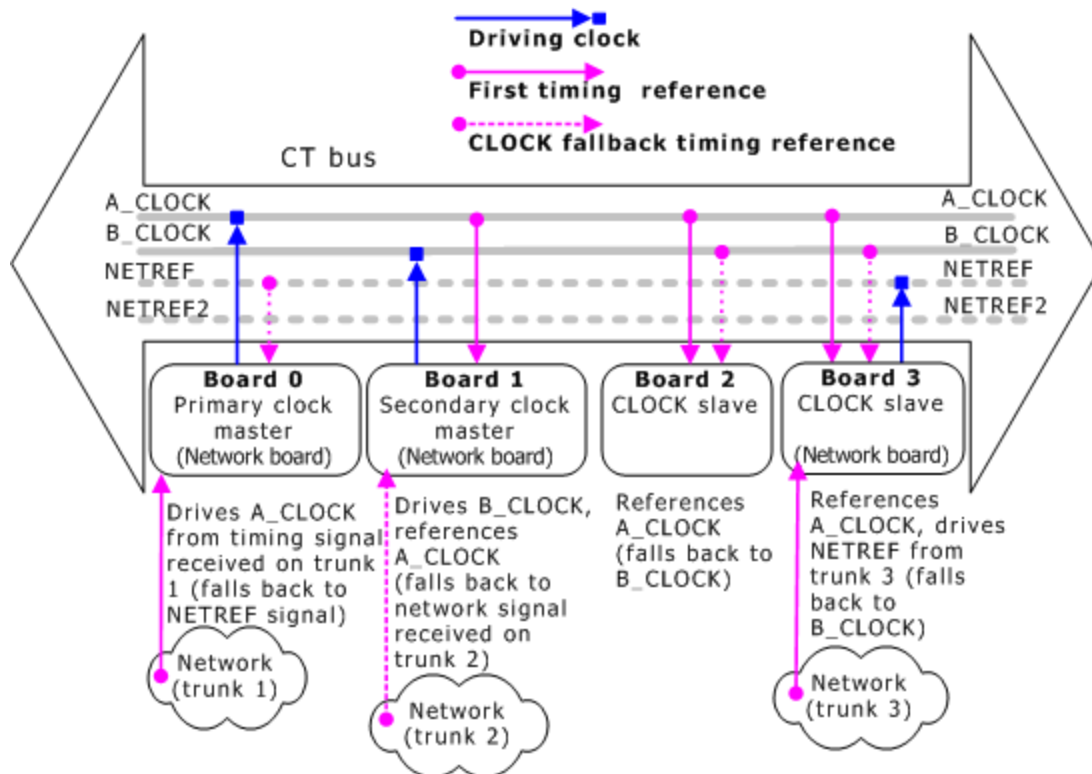 Driving clock
First timing reference
CLOCK fallback timing reference
CT bus
A_CLOCK
B_CLOCK
NETREF
NETREF2
A_CLOCK
B_CLOCK
NETREF
NETREF2
Board 0
Primary clock
master
(Network board)
Board 1
Secondary clock
master
(Network board)
Board 2
CLOCK slave
Board 3
CLOCK slave
(Network board)
Drives A_CLOCK
from timing signal
received on trunk
1 (falls back to
NETREF signal)
Drives B_CLOCK,
references
A_CLOCK
(falls back to
network signal
received on
trunk 2)
References
A_CLOCK
(falls back to
B_CLOCK)
References
A_CLOCK, drives
NETREF from
trunk 3 (falls
back to
B_CLOCK)
Network
(trunk 1)
Network
(trunk 2)
Network
(trunk 3)